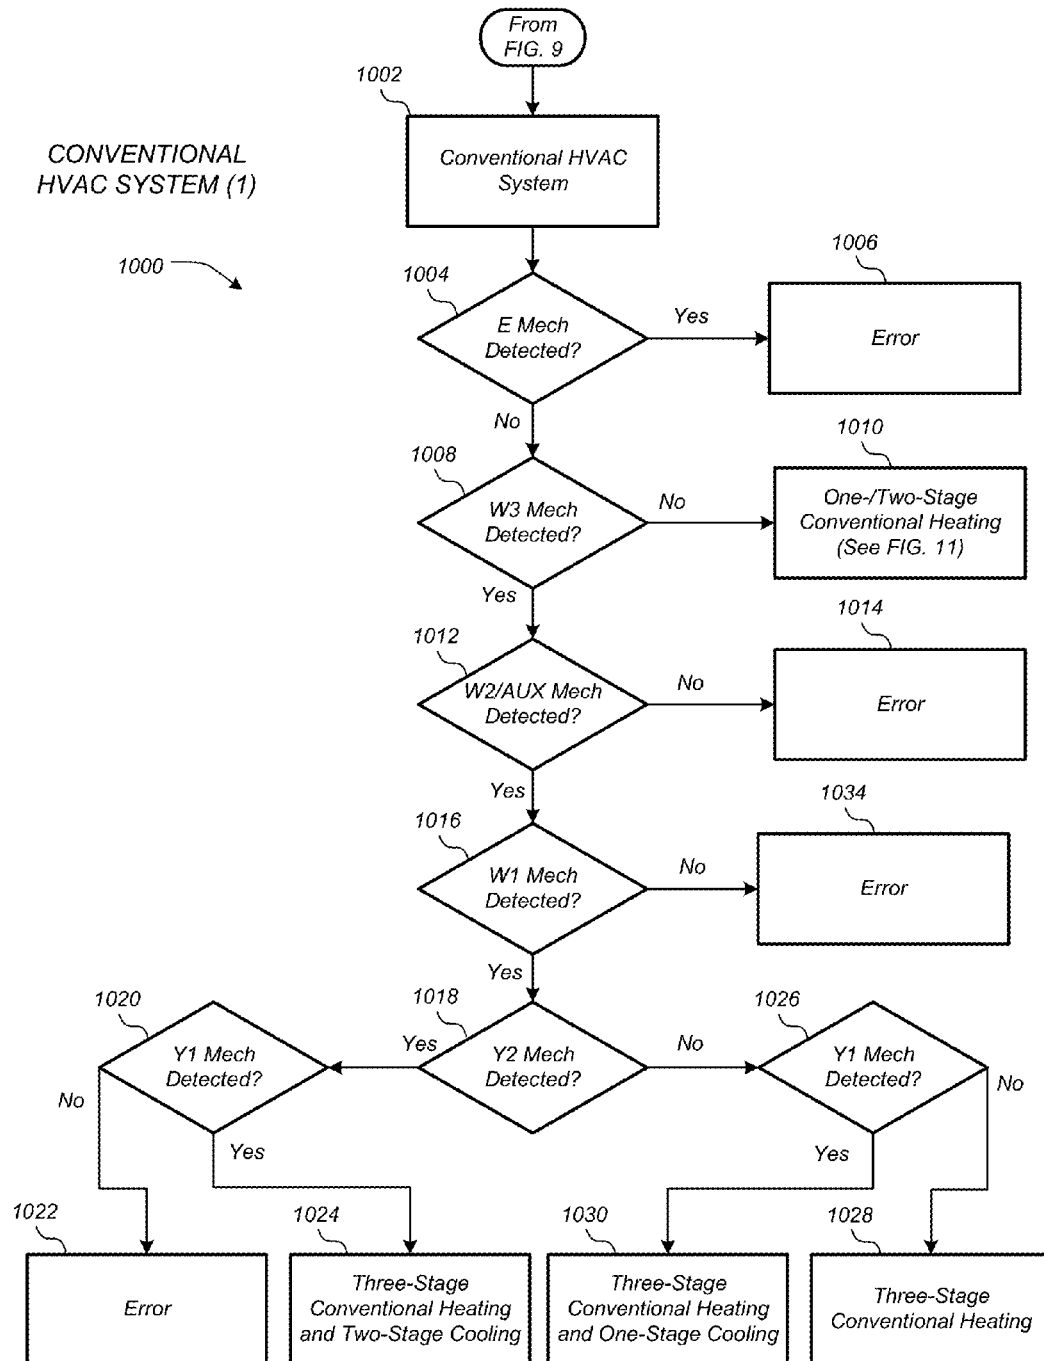 From
FIG. 9
1002
CONVENTIONAL
HVAC SYSTEM (1)
Conventional HVAC
System
1000
1004
1006
E Mech
Detected?
Yes
Error
No
1008
1010
W3 Mech
Detected?
No
One-/Two-Stage
Conventional Heating
(See FIG. 11)
Yes
1012
1014
W2/AUX Mech
Detected?
No
Error
Yes
1016
1034
W1 Mech
Detected?
No
Error
Yes
1020
1018
1026
Y1 Mech
Detected?
Yes
Y2 Mech
Detected?
No
Y1 Mech
Detected?
No
Yes
Yes
No
1022
1024
1030
1028
Error
Three-Stage
Conventional Heating
and Two-Stage Cooling
Three-Stage
Conventional Heating
and One-Stage Cooling
Three-Stage
Conventional Heating